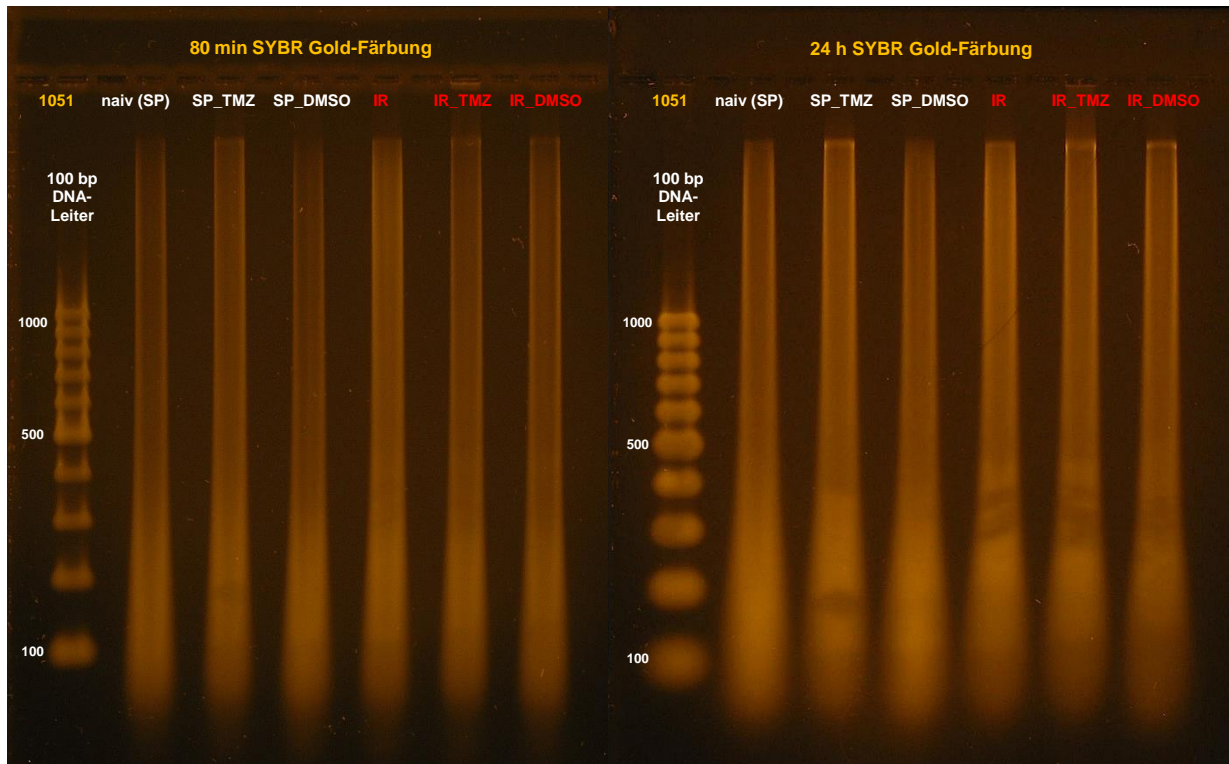 80 min SYBR Gold-Färbung
1051 naiv (SP) SP_TMZ SP_DMSO IR IR_TMZ IR_DMSO
100 bp
DNA-
Leiter
1000
500
100
24 h SYBR Gold-Färbung
1051 naiv (SP) SP_TMZ SP_DMSO IR IR_TMZ IR_DMSO
100 bp
DNA-
Leiter
1000
500
100